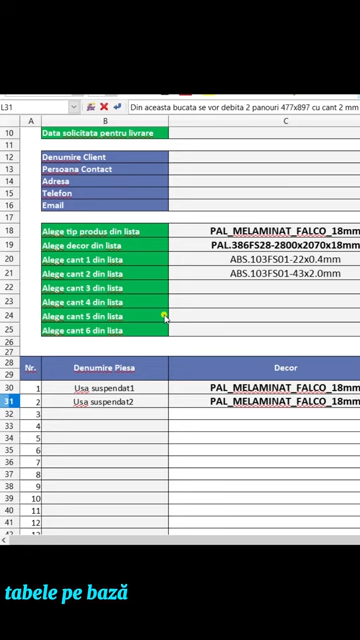 L31 Din aceasta bucata se vor debita 2 panouri 477x897 cu cant 2 mm
A B C
10 Data solicitata pentru livrare
11
12 Denumire Client
13 Persoana Contact
14 Adresa
15 Telefon
16 Email
17
18 Alege tip produs din lista PAL_MELAMINAT_FALCO_18mm
19 Alege decor din lista PAL.386FS28-2800x2070x18mm
20 Alege cant 1 din lista ABS.103FS01-22x0.4mm
21 Alege cant 2 din lista ABS.103FS01-43x2.0mm
22 Alege cant 3 din lista
23 Alege cant 4 din lista
24 Alege cant 5 din lista
25 Alege cant 6 din lista
26
27
28
29 Nr. Denumire Piesa Decor
30 1 Usa suspendat1 PAL_MELAMINAT_FALCO_18mm
31 2 Usa suspendat2 PAL_MELAMINAT_FALCO_18mm
32 3
33 4
34 5
35 6
36 7
37 8
38 9
39 10
40 11
41 12
tabele pe bază